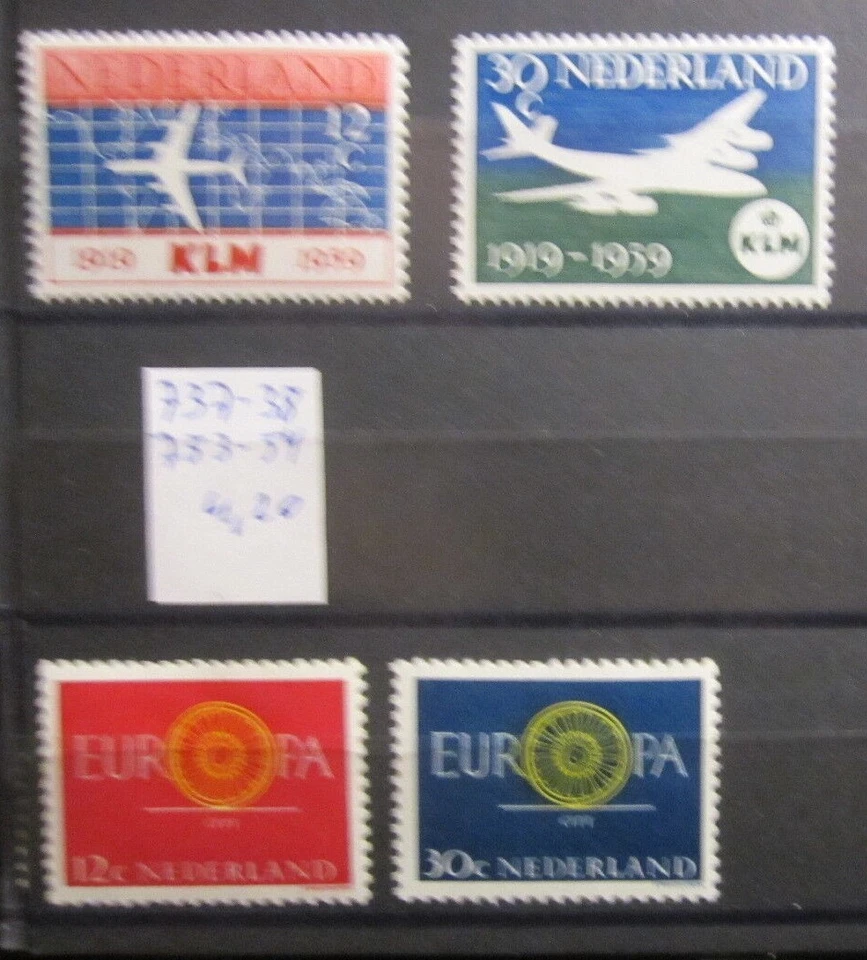 NEDERLAND
12
c
1919 KLM 1959
30 NEDERLAND
c
KLM
1919-1959
737-38
753-54
20
EUROPA
12c NEDERLAND
EUROPA
30c NEDERLAND